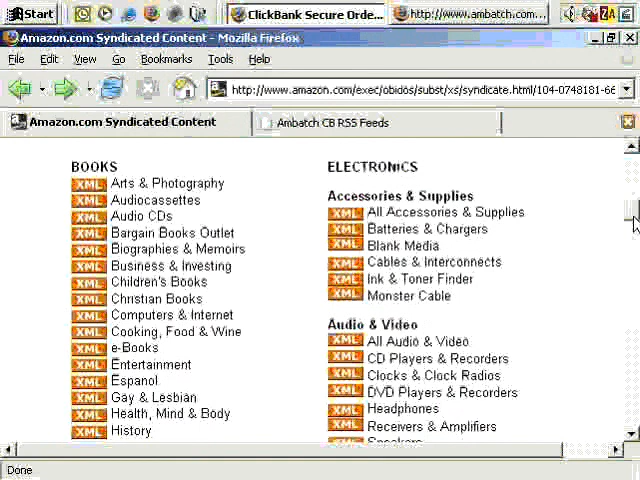 Start
ClickBank Secure Orde...
http://www.ambatch.com...
Amazon.com Syndicated Content - Mozilla Firefox
File Edit View Go Bookmarks Tools Help
http://www.amazon.com/exec/obidos/subst/xs/syndicate.html/104-0748181-66
Amazon.com Syndicated Content
Ambatch CB RSS Feeds
BOOKS
XML Arts & Photography
XML Audiocassettes
XML Audio CDs
XML Bargain Books Outlet
XML Biographies & Memoirs
XML Business & Investing
XML Children's Books
XML Christian Books
XML Computers & Internet
XML Cooking, Food & Wine
XML e-Books
XML Entertainment
XML Espanol
XML Gay & Lesbian
XML Health, Mind & Body
XML History
ELECTRONICS
Accessories & Supplies
XML All Accessories & Supplies
XML Batteries & Chargers
XML Blank Media
XML Cables & Interconnects
XML Ink & Toner Finder
XML Monster Cable
Audio & Video
XML All Audio & Video
XML CD Players & Recorders
XML Clocks & Clock Radios
XML DVD Players & Recorders
XML Headphones
XML Receivers & Amplifiers
XML Speakers
Done